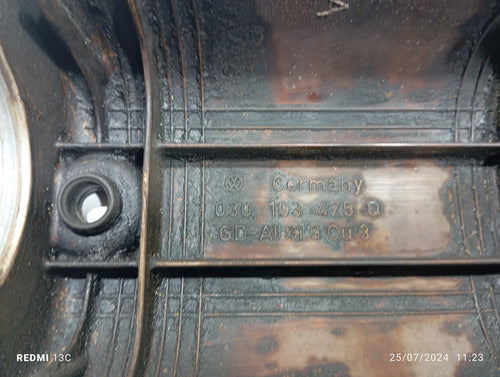 Germany
030 103 475 D
GD-AlSi9Cu3
REDMI 13C
25/07/2024 11:23